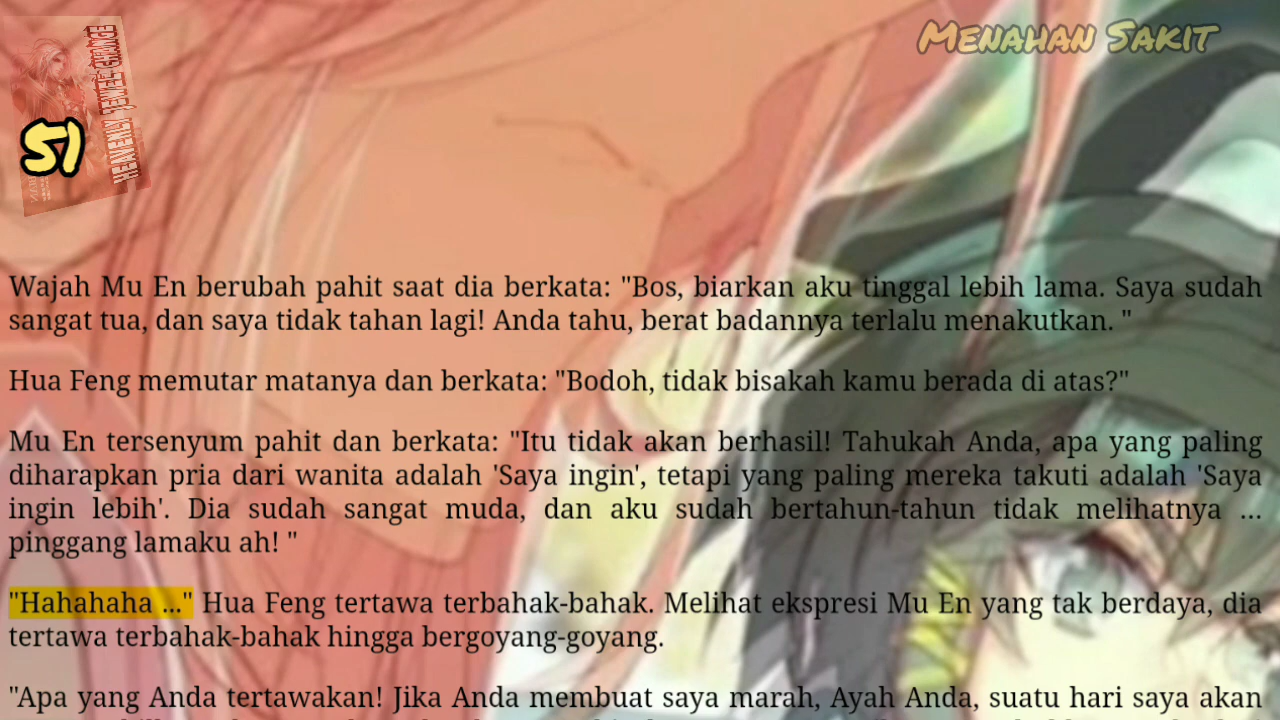 Menahan Sakit
HEAVENLY JEWEL CHANGE
51
Wajah Mu En berubah pahit saat dia berkata: "Bos, biarkan aku tinggal lebih lama. Saya sudah
sangat tua, dan saya tidak tahan lagi! Anda tahu, berat badannya terlalu menakutkan. "
Hua Feng memutar matanya dan berkata: "Bodoh, tidak bisakah kamu berada di atas?"
Mu En tersenyum pahit dan berkata: "Itu tidak akan berhasil! Tahukah Anda, apa yang paling
diharapkan pria dari wanita adalah 'Saya ingin', tetapi yang paling mereka takuti adalah 'Saya
ingin lebih'. Dia sudah sangat muda, dan aku sudah bertahun-tahun tidak melihatnya ...
pinggang lamaku ah! "
"Hahahaha ..." Hua Feng tertawa terbahak-bahak. Melihat ekspresi Mu En yang tak berdaya, dia
tertawa terbahak-bahak hingga bergoyang-goyang.
"Apa yang Anda tertawakan! Jika Anda membuat saya marah, Ayah Anda, suatu hari saya akan